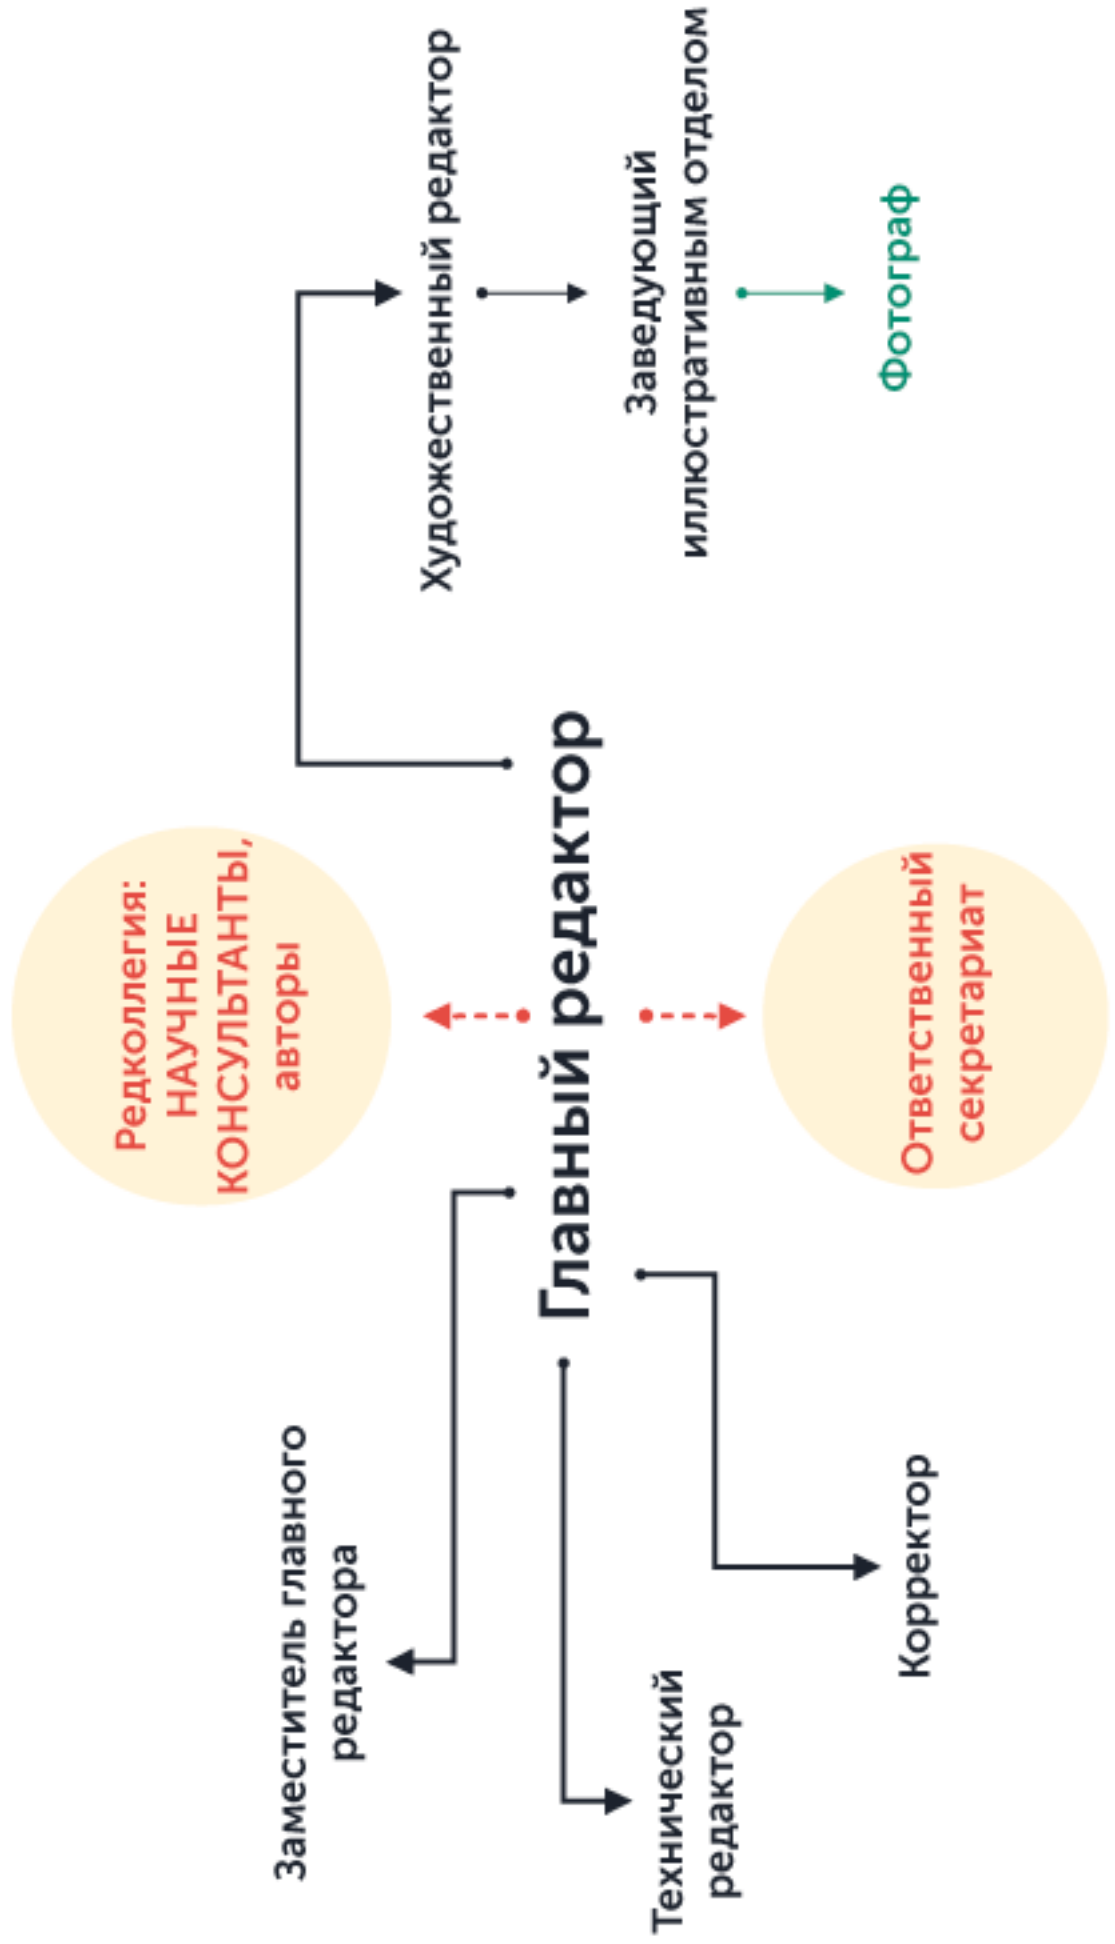 Редколлегия:
НАУЧНЫЕ
КОНСУЛЬТАНТЫ,
авторы
Заместитель главного
редактора
Художественный редактор
Главный редактор
Технический
редактор
Заведующий
иллюстративным отделом
Корректор
Ответственный
секретариат
Фотограф